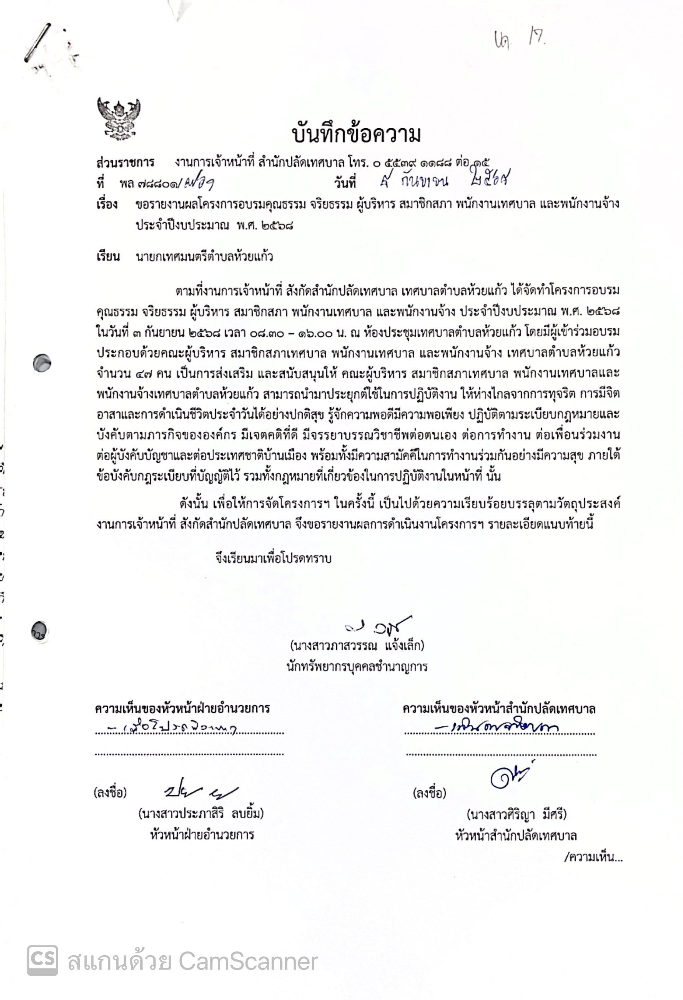 บันทึกข้อความ
ส่วนราชการ งานการเจ้าหน้าที่ สำนักปลัดเทศบาล โทร. ๐ ๕๕๓๙ ๑๑๘๘ ต่อ ๑๕
ที่ พล ๗๘๘๐๑/ วันที่ กันยายน ๒๕๖๘
เรื่อง ขอรายงานผลโครงการอบรมคุณธรรม จริยธรรม ผู้บริหาร สมาชิกสภา พนักงานเทศบาล และพนักงานจ้าง
ประจำปีงบประมาณ พ.ศ. ๒๕๖๘
เรียน นายกเทศมนตรีตำบลห้วยแก้ว
ตามที่งานการเจ้าหน้าที่ สังกัดสำนักปลัดเทศบาล เทศบาลตำบลห้วยแก้ว ได้จัดทำโครงการอบรม
คุณธรรม จริยธรรม ผู้บริหาร สมาชิกสภา พนักงานเทศบาล และพนักงานจ้าง ประจำปีงบประมาณ พ.ศ. ๒๕๖๘
ในวันที่ ๓ กันยายน ๒๕๖๘ เวลา ๐๘.๓๐ – ๑๖.๐๐ น. ณ ห้องประชุมเทศบาลตำบลห้วยแก้ว โดยมีผู้เข้าร่วมอบรม
ประกอบด้วยคณะผู้บริหาร สมาชิกสภาเทศบาล พนักงานเทศบาล และพนักงานจ้าง เทศบาลตำบลห้วยแก้ว
จำนวน ๔๗ คน เป็นการส่งเสริม และสนับสนุนให้ คณะผู้บริหาร สมาชิกสภาเทศบาล พนักงานเทศบาลและ
พนักงานจ้างเทศบาลตำบลห้วยแก้ว สามารถนำมาประยุกต์ใช้ในการปฏิบัติงาน ให้ห่างไกลจากการทุจริต การมีจิต
อาสาและการดำเนินชีวิตประจำวันได้อย่างปกติสุข รู้จักความพอดีมีความพอเพียง ปฏิบัติตามระเบียบกฎหมายและ
บังคับตามภารกิจขององค์กร มีเจตคติที่ดี มีจรรยาบรรณวิชาชีพต่อตนเอง ต่อการทำงาน ต่อเพื่อนร่วมงาน
ต่อผู้บังคับบัญชาและต่อประเทศชาติบ้านเมือง พร้อมทั้งมีความสามัคคีในการทำงานร่วมกันอย่างมีความสุข ภายใต้
ข้อบังคับกฎระเบียบที่บัญญัติไว้ รวมทั้งกฎหมายที่เกี่ยวข้องในการปฏิบัติงานในหน้าที่ นั้น
ดังนั้น เพื่อให้การจัดโครงการฯ ในครั้งนี้ เป็นไปด้วยความเรียบร้อยบรรลุตามวัตถุประสงค์
งานการเจ้าหน้าที่ สังกัดสำนักปลัดเทศบาล จึงขอรายงานผลการดำเนินงานโครงการฯ รายละเอียดแนบท้ายนี้
จึงเรียนมาเพื่อโปรดทราบ
(นางสาวภาสวรรณ แจ้งเล็ก)
นักทรัพยากรบุคคลชำนาญการ
ความเห็นของหัวหน้าฝ่ายอำนวยการ ความเห็นของหัวหน้าสำนักปลัดเทศบาล
- เพื่อโปรดพิจารณา
(ลงชื่อ) (ลงชื่อ)
(นางสาวประภาสิริ ลบยิ้ม) (นางสาวศิริญา มีศรี)
หัวหน้าฝ่ายอำนวยการ หัวหน้าสำนักปลัดเทศบาล
/ความเห็น...
CS สแกนด้วย CamScanner